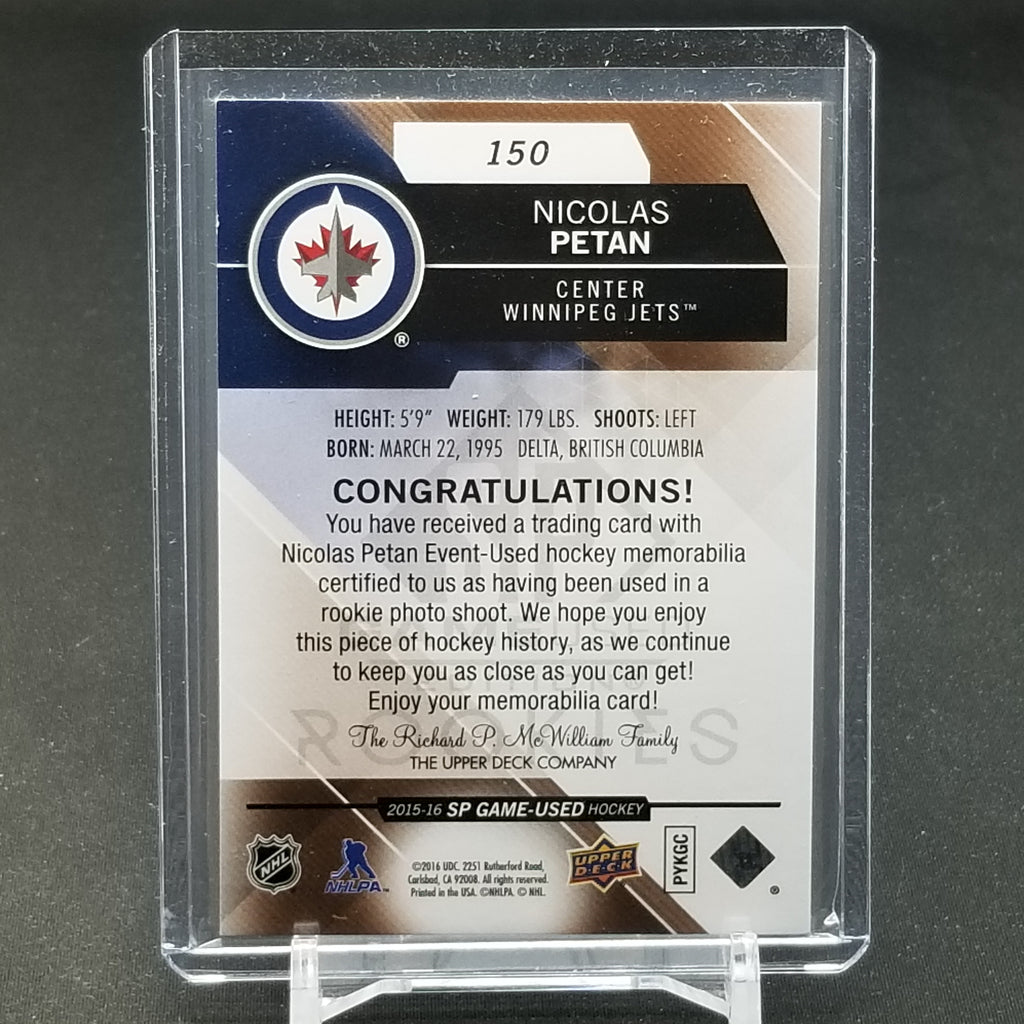 150
NICOLAS
PETAN
CENTER
WINNIPEG JETS™
®
HEIGHT: 5'9" WEIGHT: 179 LBS. SHOOTS: LEFT
BORN: MARCH 22, 1995 DELTA, BRITISH COLUMBIA
CONGRATULATIONS!
You have received a trading card with
Nicolas Petan Event-Used hockey memorabilia
certified to us as having been used in a
rookie photo shoot. We hope you enjoy
this piece of hockey history, as we continue
to keep you as close as you can get!
Enjoy your memorabilia card!
ROOKIES
The Richard P. McWilliam Family
THE UPPER DECK COMPANY
2015-16 SP GAME-USED HOCKEY
NHL
NHLPA™
©2016 UDC. 2251 Rutherford Road,
Carlsbad, CA 92008. All rights reserved.
Printed in the USA. ©NHLPA. © NHL.
UPPER
D·E·C·K
PYKGC
®